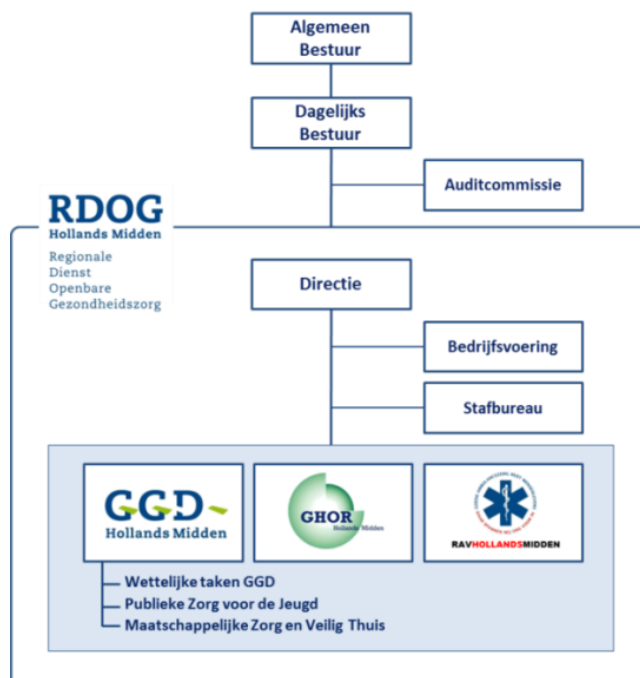 Algemeen
Bestuur
Dagelijks
Bestuur
Auditcommissie
RDOG
Hollands Midden
Regionale
Dienst
Openbare
Gezondheidszorg
Directie
Bedrijfsvoering
Stafbureau
GGD
Hollands Midden
GHOR
Hollands Midden
RAVHOLLANDSMIDDEN
Wettelijke taken GGD
Publieke Zorg voor de Jeugd
Maatschappelijke Zorg en Veilig Thuis